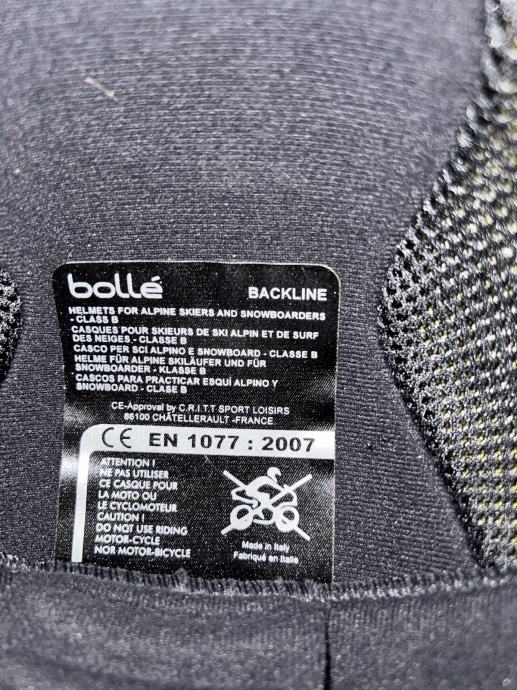 bollé
BACKLINE
HELMETS FOR ALPINE SKIERS AND SNOWBOARDERS
- CLASS B
CASQUES POUR SKIEURS DE SKI ALPIN ET DE SURF
DES NEIGES - CLASSE B
CASCO PER SCI ALPINO E SNOWBOARD - CLASSE B
HELME FÜR ALPINE SKILÄUFER UND FÜR
SNOWBOARDER - KLASSE B
CASCOS PARA PRACTICAR ESQUÍ ALPINO Y
SNOWBOARD - CLASE B
CE-Approval by C.R.I.T.T SPORT LOISIRS
86100 CHÂTELLERAULT -FRANCE.
CE EN 1077 : 2007
ATTENTION !
NE PAS UTILISER
CE CASQUE POUR
LA MOTO OU
LE CYCLOMOTEUR
CAUTION !
DO NOT USE RIDING
MOTOR-CYCLE
NOR MOTOR-BICYCLE
Made in Italy
Fabriqué en Italie